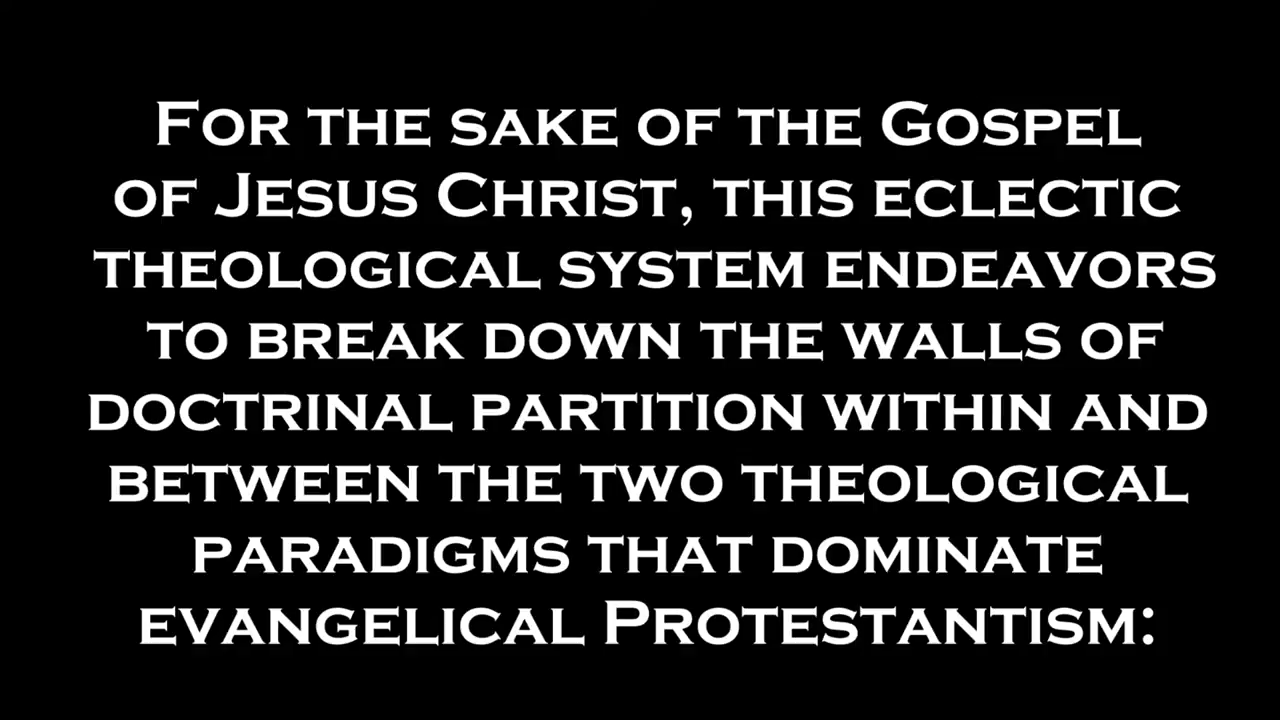 For the sake of the Gospel
of Jesus Christ, this eclectic
theological system endeavors
to break down the walls of
doctrinal partition within and
between the two theological
paradigms that dominate
evangelical Protestantism: